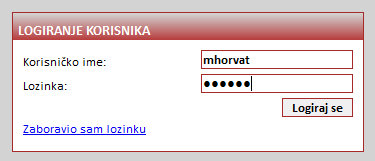 LOGIRANJE KORISNIKA
Korisničko ime: mhorvat
Lozinka: ●●●●●●
Logiraj se
Zaboravio sam lozinku